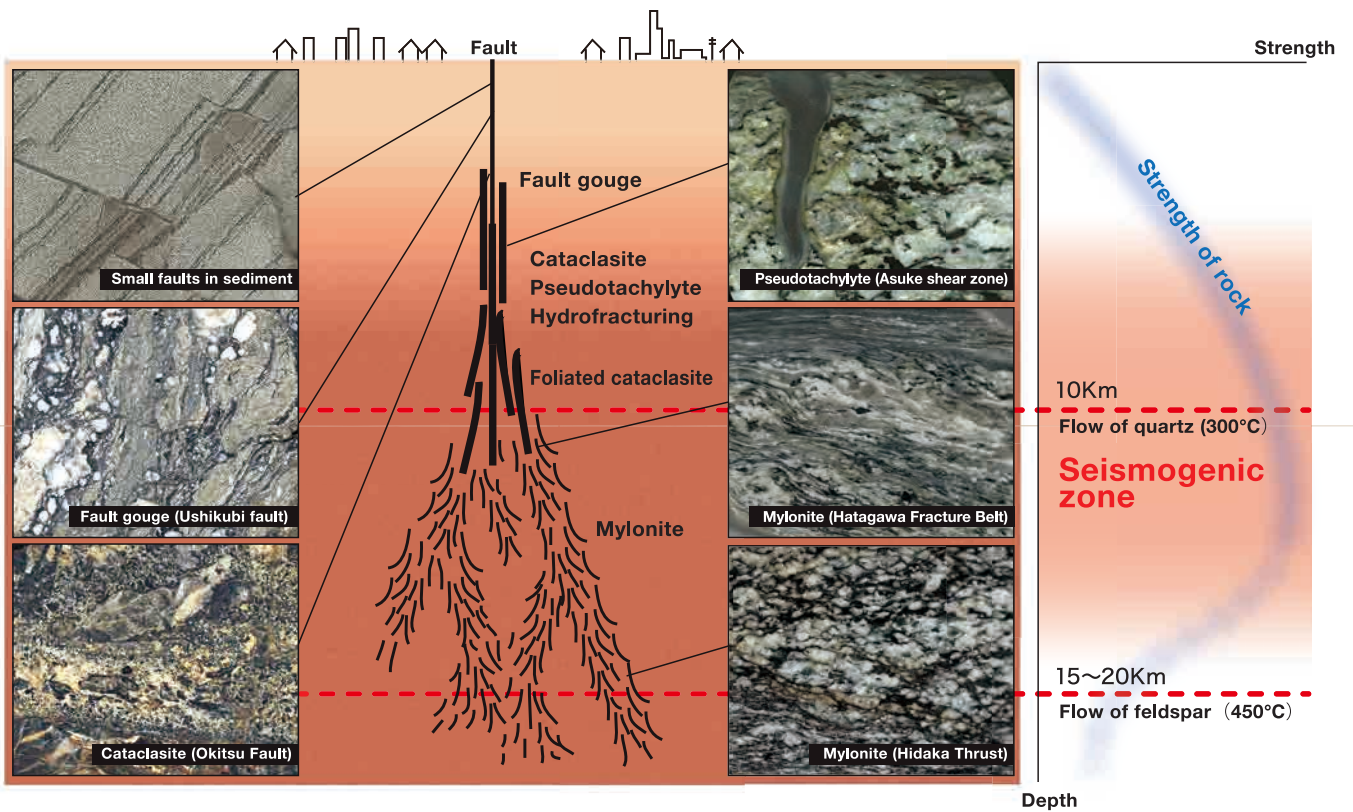 Fault
Strength
Small faults in sediment
Fault gouge (Ushikubi fault)
Cataclasite (Okitsu Fault)
Fault gouge
Cataclasite
Pseudotachylyte
Hydrofracturing
Foliated cataclasite
Mylonite
Pseudotachylyte (Asuke shear zone)
Mylonite (Hatagawa Fracture Belt)
Mylonite (Hidaka Thrust)
Strength of rock
10Km
Flow of quartz (300°C）
Seismogenic
zone
15〜20Km
Flow of feldspar（450°C）
Depth